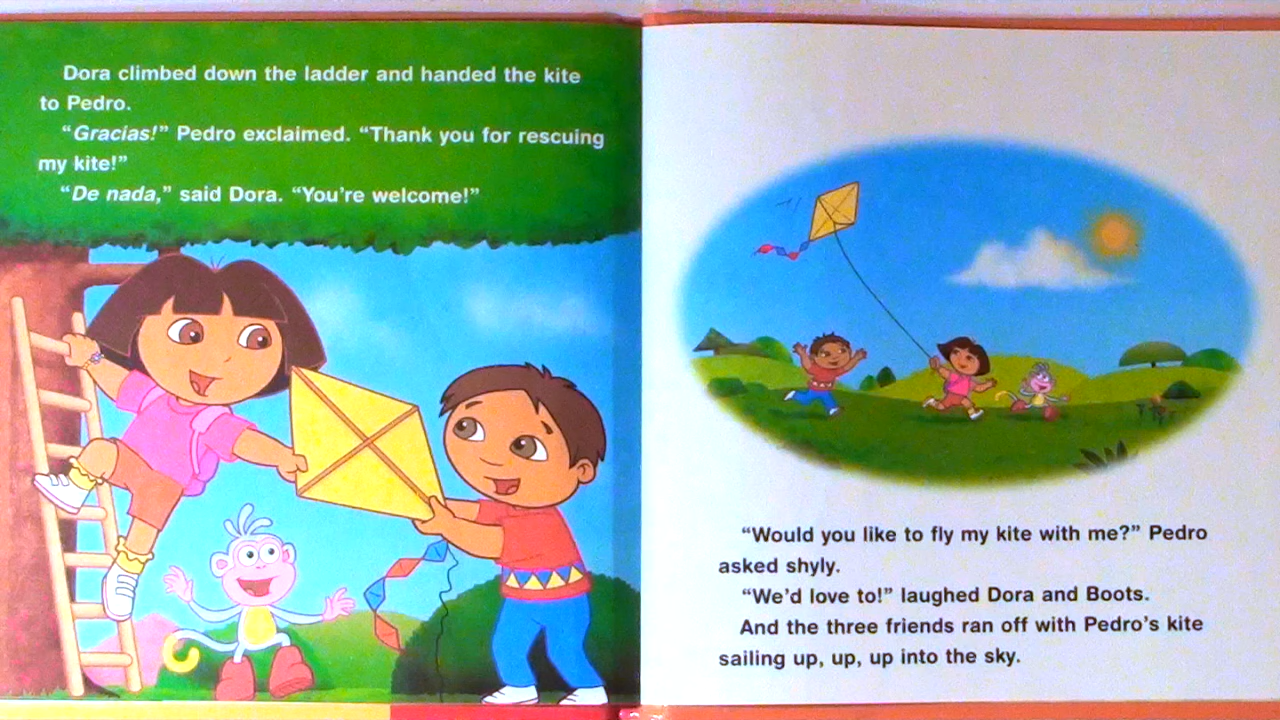 Dora climbed down the ladder and handed the kite
to Pedro.
“Gracias!” Pedro exclaimed. “Thank you for rescuing
my kite!”
“De nada,” said Dora. “You’re welcome!”
“Would you like to fly my kite with me?” Pedro
asked shyly.
“We’d love to!” laughed Dora and Boots.
And the three friends ran off with Pedro’s kite
sailing up, up, up into the sky.